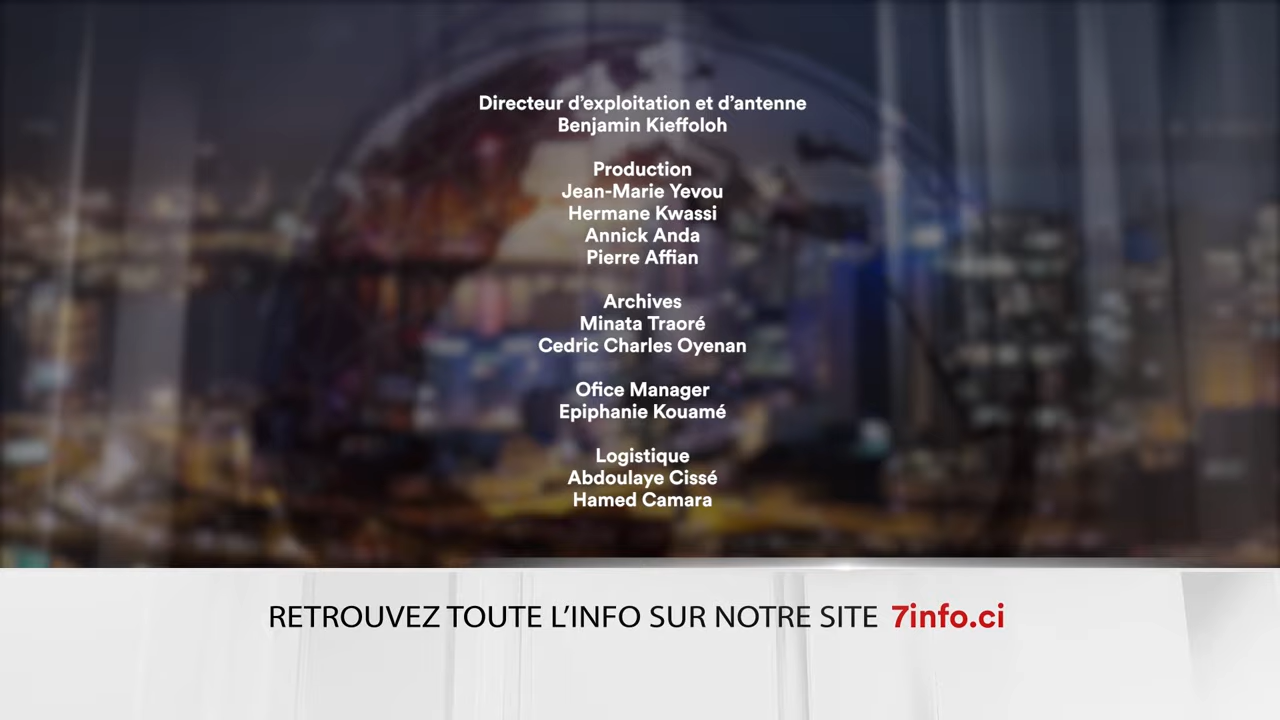 Directeur d’exploitation et d’antenne
Benjamin Kieffoloh
Production
Jean-Marie Yevou
Hermane Kwassi
Annick Anda
Pierre Affian
Archives
Minata Traoré
Cedric Charles Oyenan
Ofice Manager
Epiphanie Kouamé
Logistique
Abdoulaye Cissé
Hamed Camara
RETROUVEZ TOUTE L’INFO SUR NOTRE SITE 7info.ci